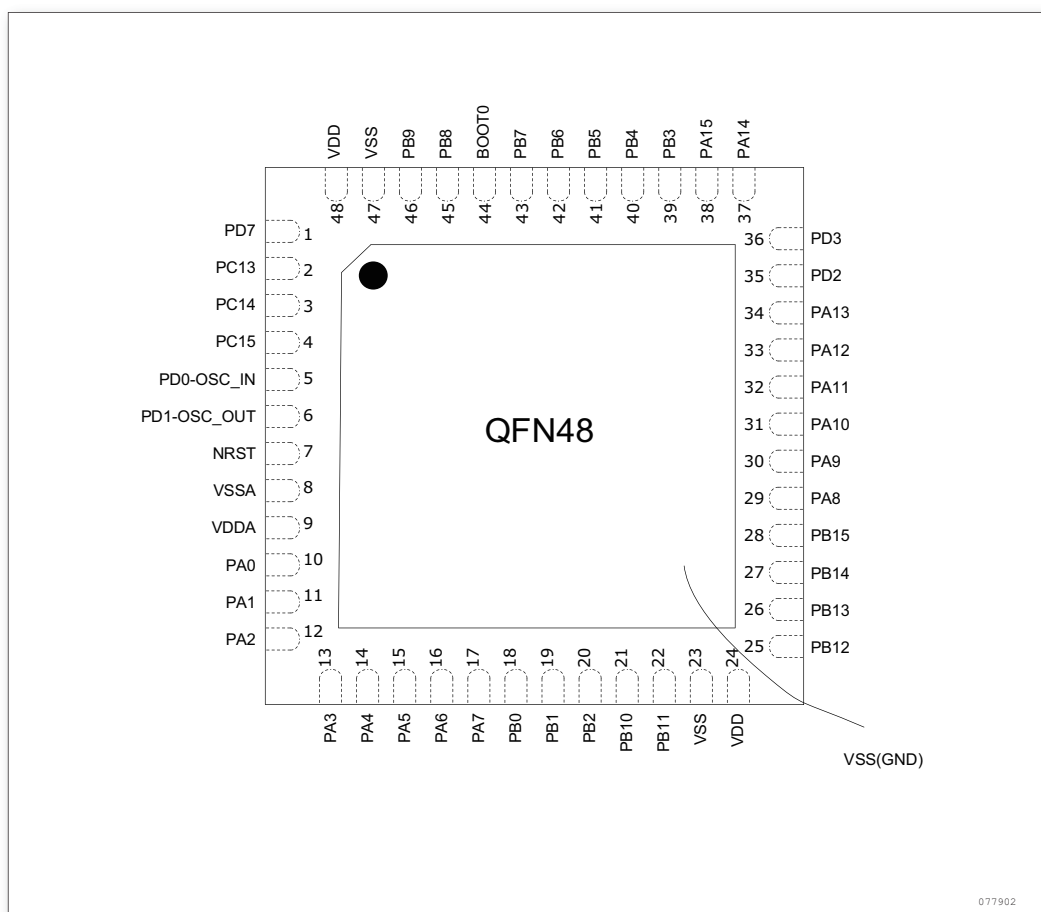 VDD
VSS
PB9
PB8
BOOT0
PB7
PB6
PB5
PB4
PB3
PA15
PA14
48
47
46
45
44
43
42
41
40
39
38
37
PD7 1
PC13 2
PC14 3
PC15 4
PD0-OSC_IN 5
PD1-OSC_OUT 6
NRST 7
VSSA 8
VDDA 9
PA0 10
PA1 11
PA2 12
QFN48
36 PD3
35 PD2
34 PA13
33 PA12
32 PA11
31 PA10
30 PA9
29 PA8
28 PB15
27 PB14
26 PB13
25 PB12
13
14
15
16
17
18
19
20
21
22
23
24
PA3
PA4
PA5
PA6
PA7
PB0
PB1
PB2
PB10
PB11
VSS
VDD
VSS(GND)
077902